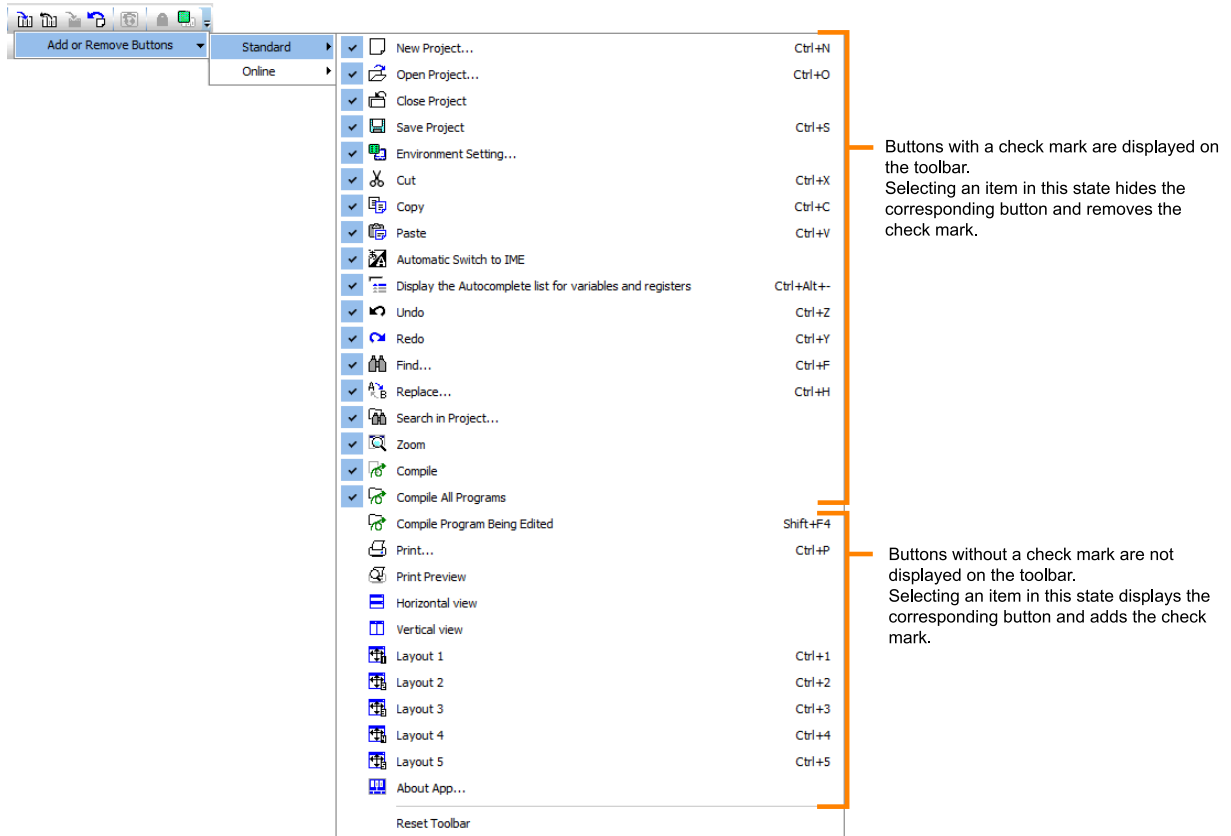 Add or Remove Buttons
Standard
Online
New Project... Ctrl+N
Open Project... Ctrl+O
Close Project
Save Project Ctrl+S
Environment Setting...
Cut Ctrl+X
Copy Ctrl+C
Paste Ctrl+V
Automatic Switch to IME
Display the Autocomplete list for variables and registers Ctrl+Alt+-
Undo Ctrl+Z
Redo Ctrl+Y
Find... Ctrl+F
Replace... Ctrl+H
Search in Project...
Zoom
Compile
Compile All Programs
Compile Program Being Edited Shift+F4
Print... Ctrl+P
Print Preview
Horizontal view
Vertical view
Layout 1 Ctrl+1
Layout 2 Ctrl+2
Layout 3 Ctrl+3
Layout 4 Ctrl+4
Layout 5 Ctrl+5
About App...
Reset Toolbar
Buttons with a check mark are displayed on
the toolbar.
Selecting an item in this state hides the
corresponding button and removes the
check mark.
Buttons without a check mark are not
displayed on the toolbar.
Selecting an item in this state displays the
corresponding button and adds the check
mark.